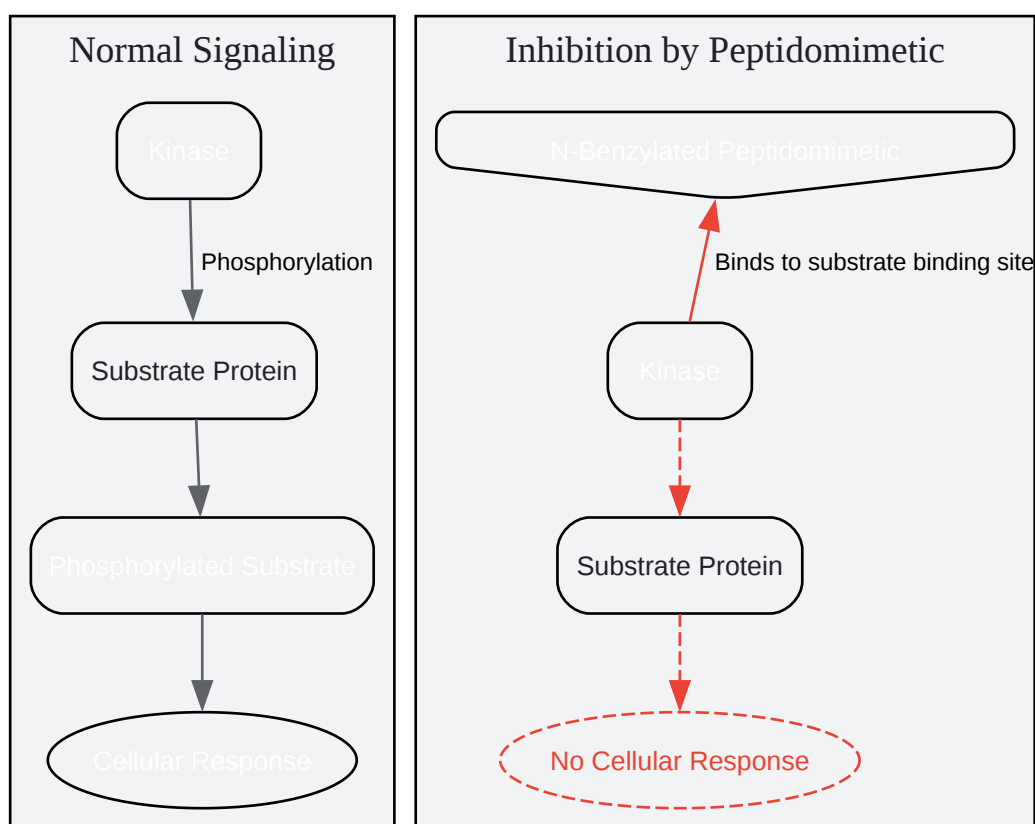 Normal Signaling
Kinase
Phosphorylation
Substrate Protein
Phosphorylated Substrate
Cellular Response
Inhibition by Peptidomimetic
N-Benzylated Peptidomimetic
Binds to substrate binding site
Kinase
Substrate Protein
No Cellular Response